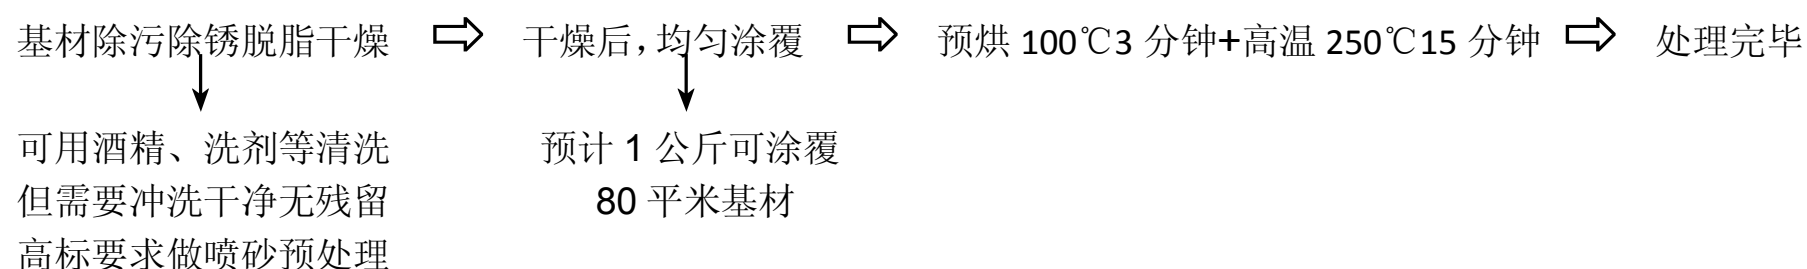 基材除污除锈脱脂干燥 ⇨ 干燥后，均匀涂覆 ⇨ 预烘 100℃3 分钟+高温 250℃15 分钟 ⇨ 处理完毕
可用酒精、洗剂等清洗 预计 1 公斤可涂覆
但需要冲洗干净无残留 80 平米基材
高标要求做喷砂预处理